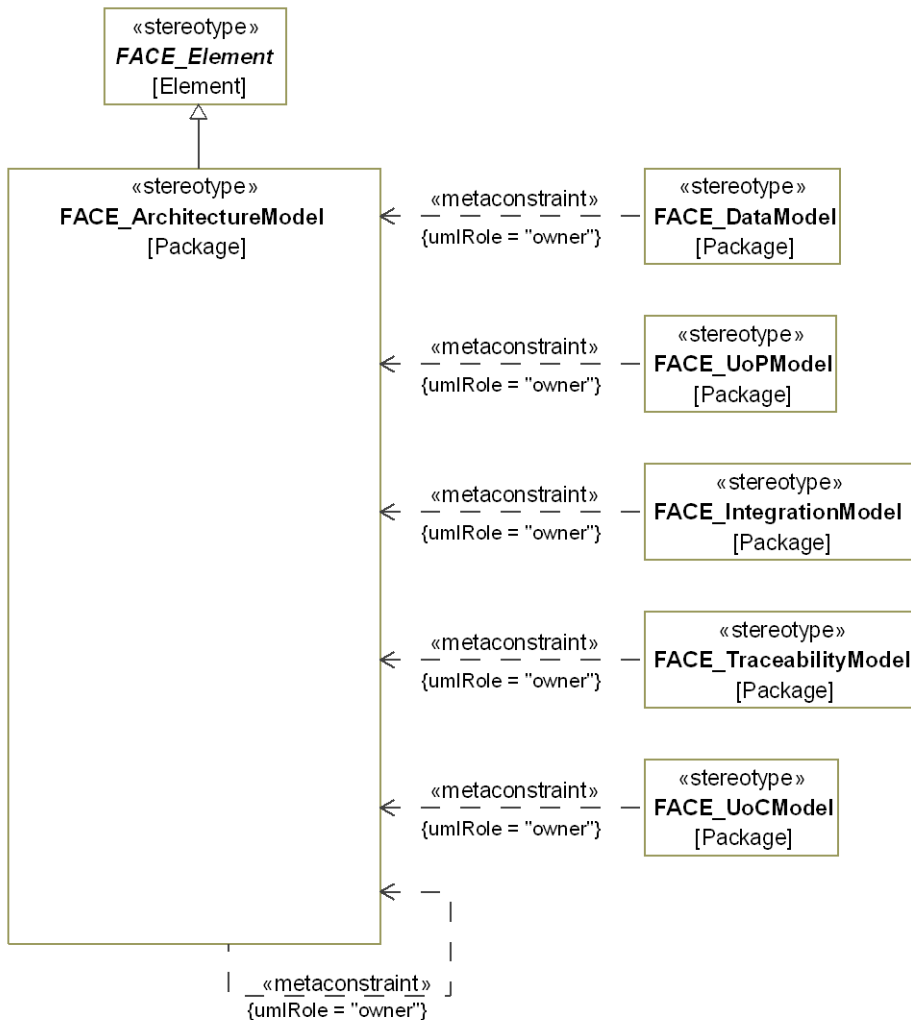 «stereotype»
FACE_Element
[Element]
«stereotype»
FACE_ArchitectureModel
[Package]
«metaconstraint»
{umlRole = "owner"}
«stereotype»
FACE_DataModel
[Package]
«metaconstraint»
{umlRole = "owner"}
«stereotype»
FACE_UoPModel
[Package]
«metaconstraint»
{umlRole = "owner"}
«stereotype»
FACE_IntegrationModel
[Package]
«metaconstraint»
{umlRole = "owner"}
«stereotype»
FACE_TraceabilityModel
[Package]
«metaconstraint»
{umlRole = "owner"}
«stereotype»
FACE_UoCModel
[Package]
«metaconstraint»
{umlRole = "owner"}